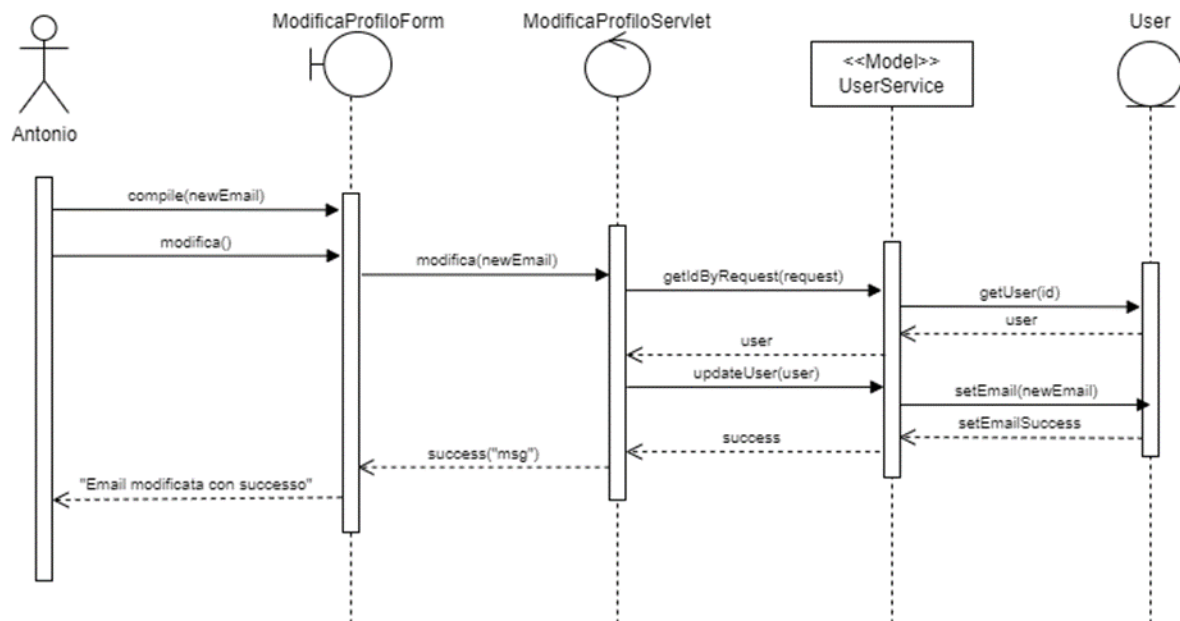 ModificaProfiloForm
ModificaProfiloServlet
User
<<Model>>
UserService
Antonio
compile(newEmail)
modifica()
modifica(newEmail)
getIdByRequest(request)
getUser(id)
user
user
updateUser(user)
setEmail(newEmail)
setEmailSuccess
success
success("msg")
"Email modificata con successo"